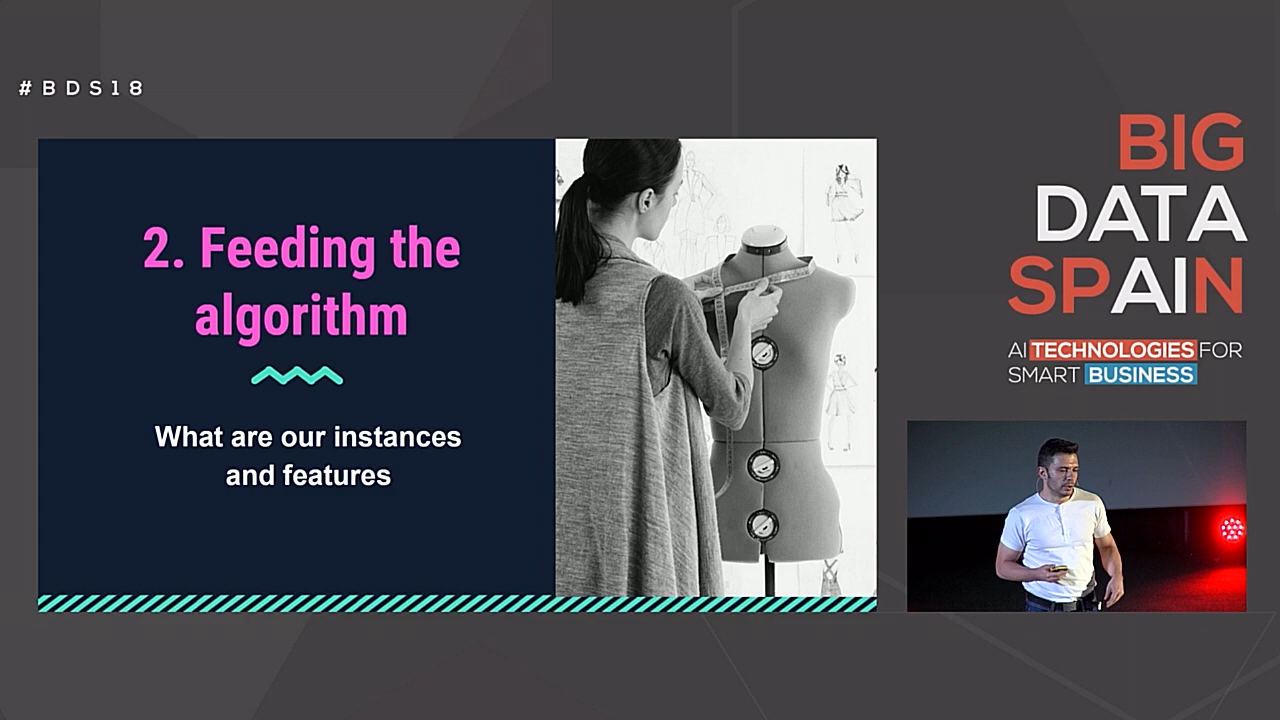 #BDS18
2. Feeding the
algorithm
What are our instances
and features
BIG
DATA
SPAIN
AI TECHNOLOGIES FOR
SMART BUSINESS